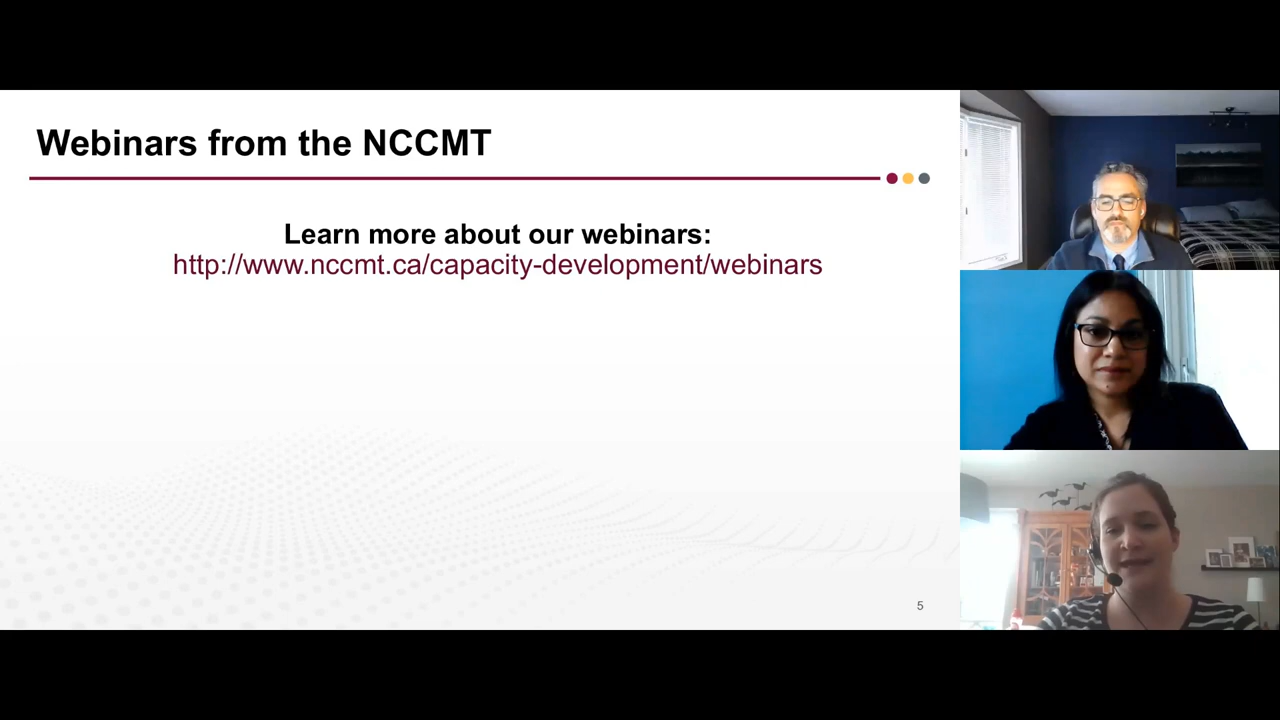 Webinars from the NCCMT
Learn more about our webinars:
http://www.nccmt.ca/capacity-development/webinars
5